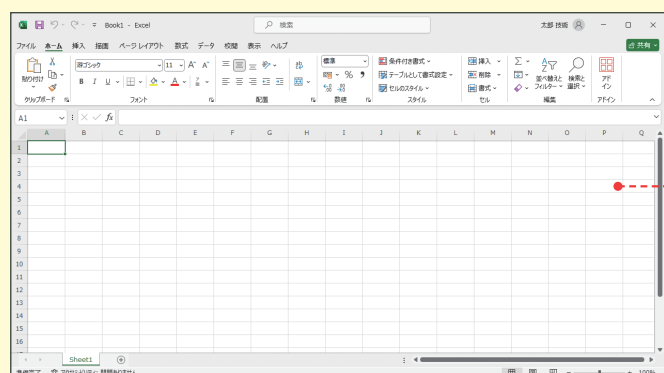 Book1 - Excel
検索
太郎 技術
ファイル ホーム 挿入 描画 ページ レイアウト 数式 データ 校閲 表示 ヘルプ
共有
貼り付け
游ゴシック 11
標準
条件付き書式
テーブルとして書式設定
セルのスタイル
挿入
削除
書式
並べ替えと フィルター
検索と 選択
アド イン
B I U A A A
% 9
クリップボード フォント 配置 数値 スタイル セル 編集 アドイン
A1 fx
A B C D E F G H I J K L M N O P Q
1
2
3
4
5
6
7
8
9
10
11
12
13
14
15
16
Sheet1
100%